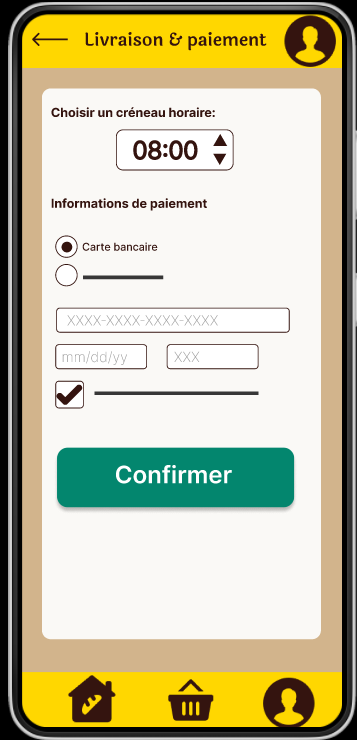 Livraison & paiement
Choisir un créneau horaire:
08:00
Informations de paiement
Carte bancaire
XXXX-XXXX-XXXX-XXXX
mm/dd/yy XXX
Confirmer